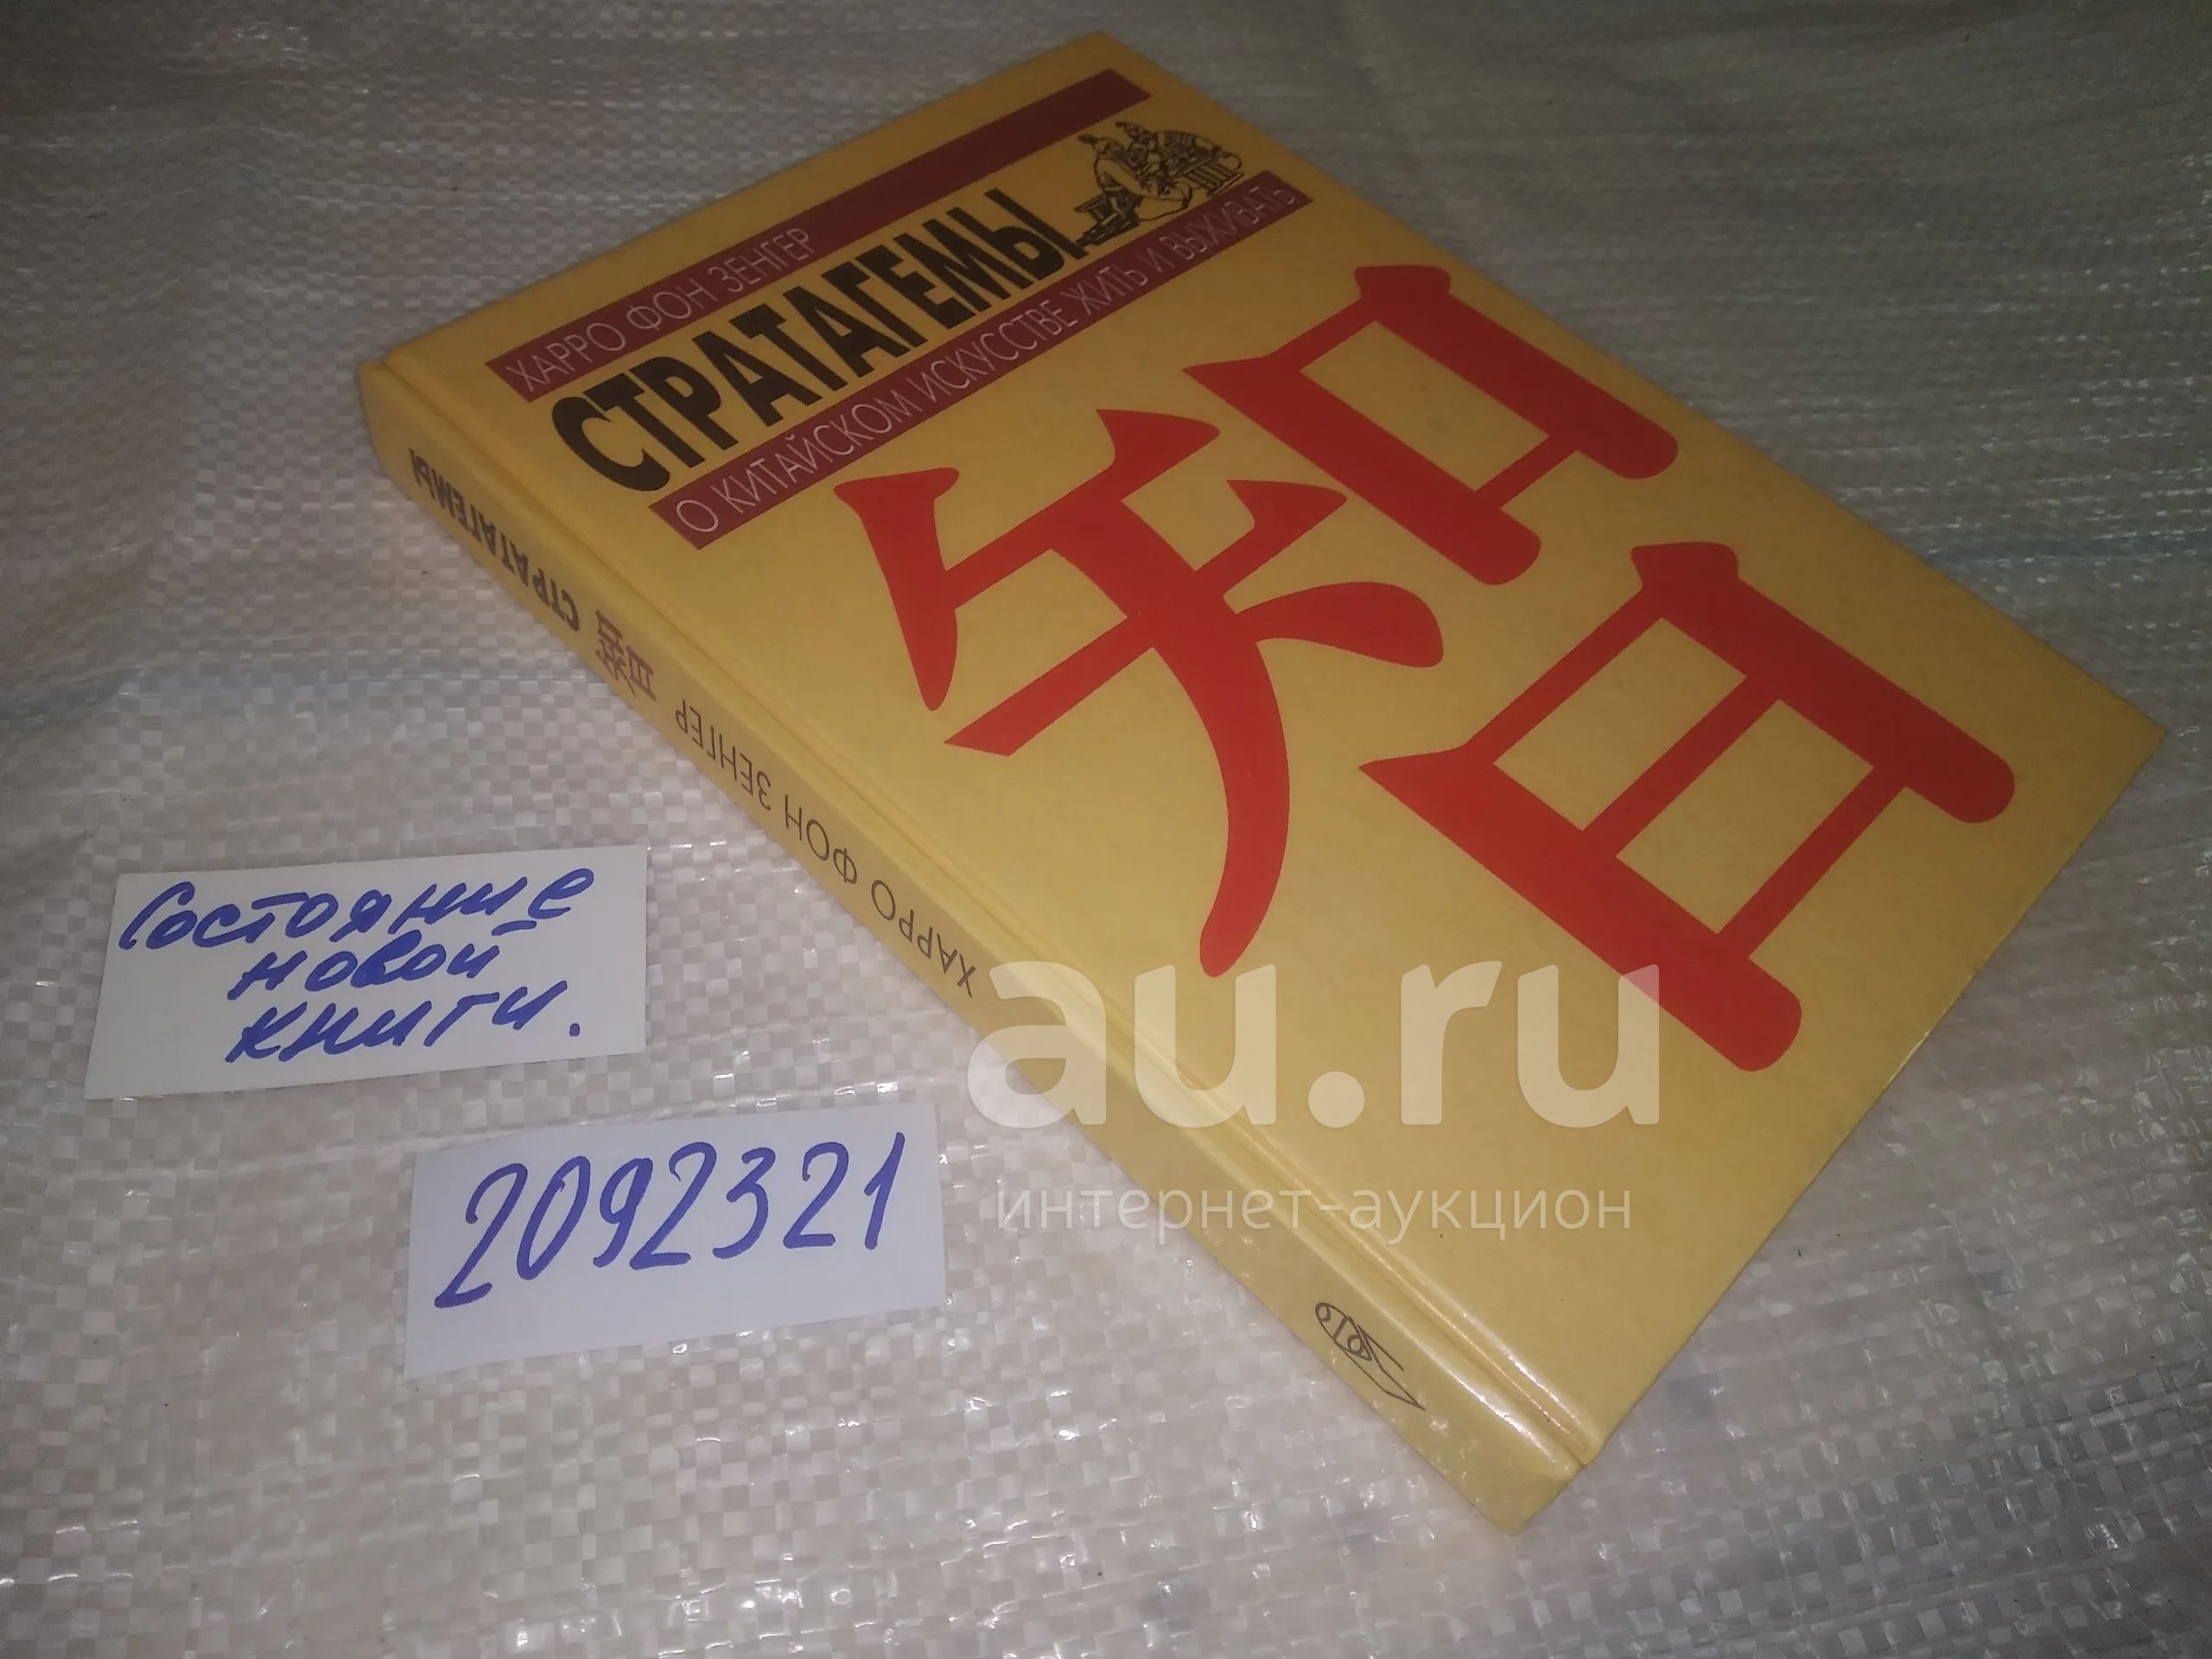 ХАРРО ФОН ЗЕНГЕР
СТРАТАГЕМЫ
О КИТАЙСКОМ ИСКУССТВЕ ЖИТЬ И ВЫЖИВАТЬ
智
ХАРРО ФОН ЗЕНГЕР 智 СТРАТАГЕМЫ
Состояние
новой
книги.
2092321
au.ru
интернет-аукцион